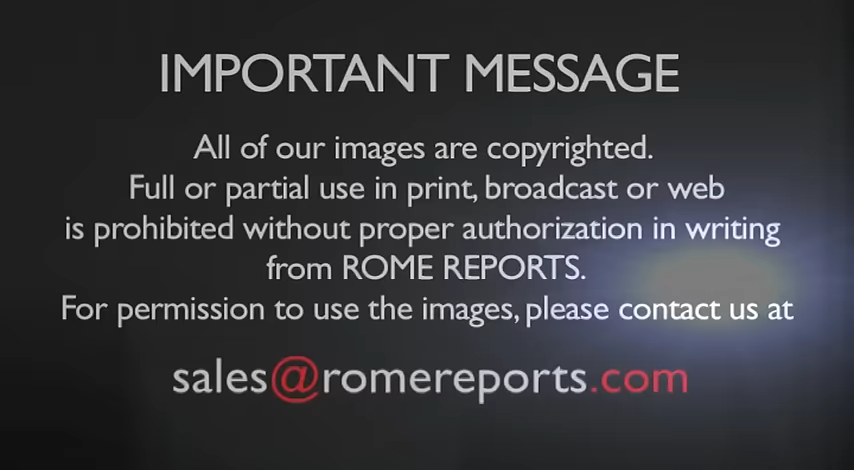 IMPORTANT MESSAGE
All of our images are copyrighted.
Full or partial use in print, broadcast or web
is prohibited without proper authorization in writing
from ROME REPORTS.
For permission to use the images, please contact us at
sales@romereports.com